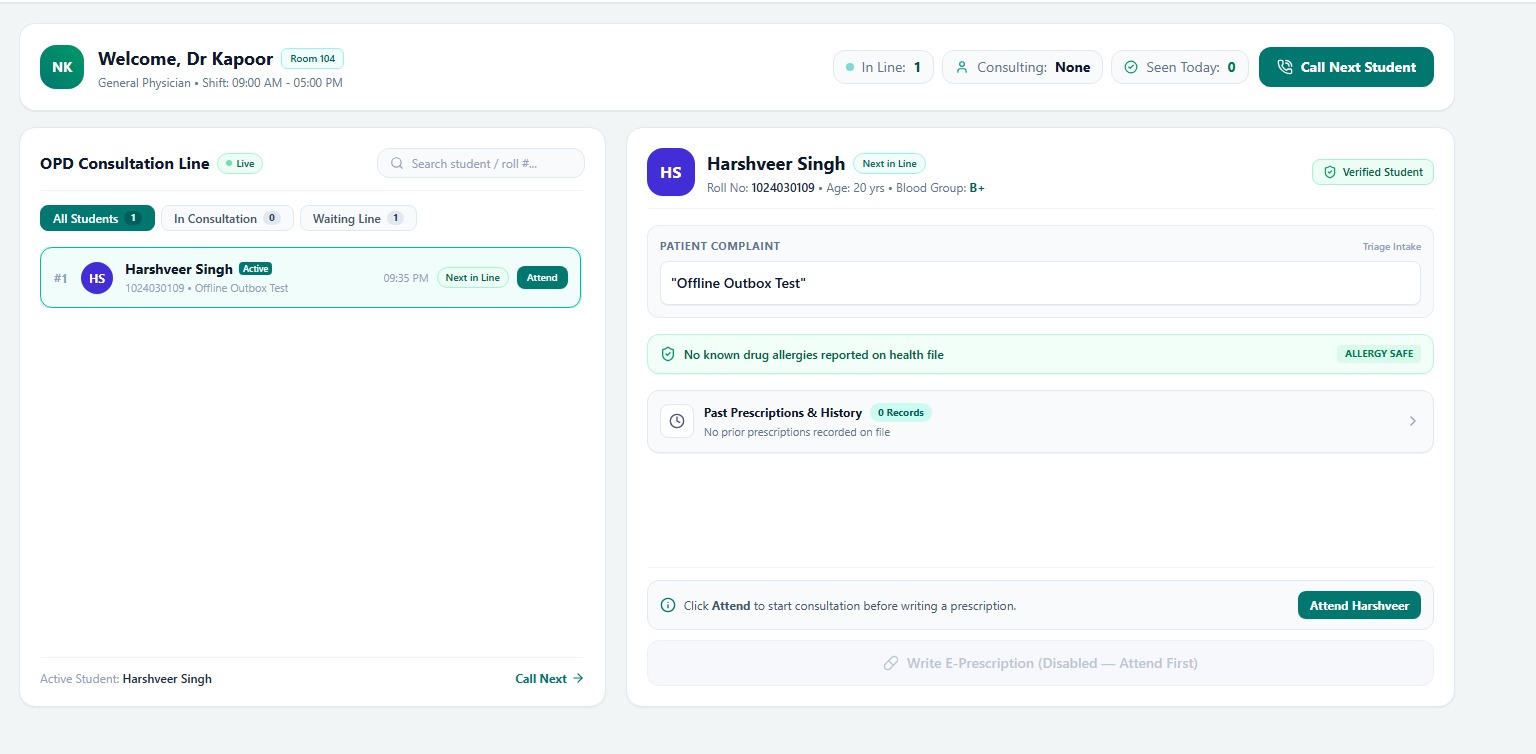 NK
Welcome, Dr Kapoor Room 104
General Physician • Shift: 09:00 AM - 05:00 PM
In Line: 1
Consulting: None
Seen Today: 0
Call Next Student
OPD Consultation Line Live
Search student / roll #...
All Students 1
In Consultation 0
Waiting Line 1
#1
HS
Harshveer Singh Active
1024030109 • Offline Outbox Test
09:35 PM
Next in Line
Attend
Active Student: Harshveer Singh
Call Next →
HS
Harshveer Singh Next in Line
Roll No: 1024030109 • Age: 20 yrs • Blood Group: B+
Verified Student
PATIENT COMPLAINT
Triage Intake
"Offline Outbox Test"
No known drug allergies reported on health file
ALLERGY SAFE
Past Prescriptions & History 0 Records
No prior prescriptions recorded on file
Click Attend to start consultation before writing a prescription.
Attend Harshveer
Write E-Prescription (Disabled — Attend First)